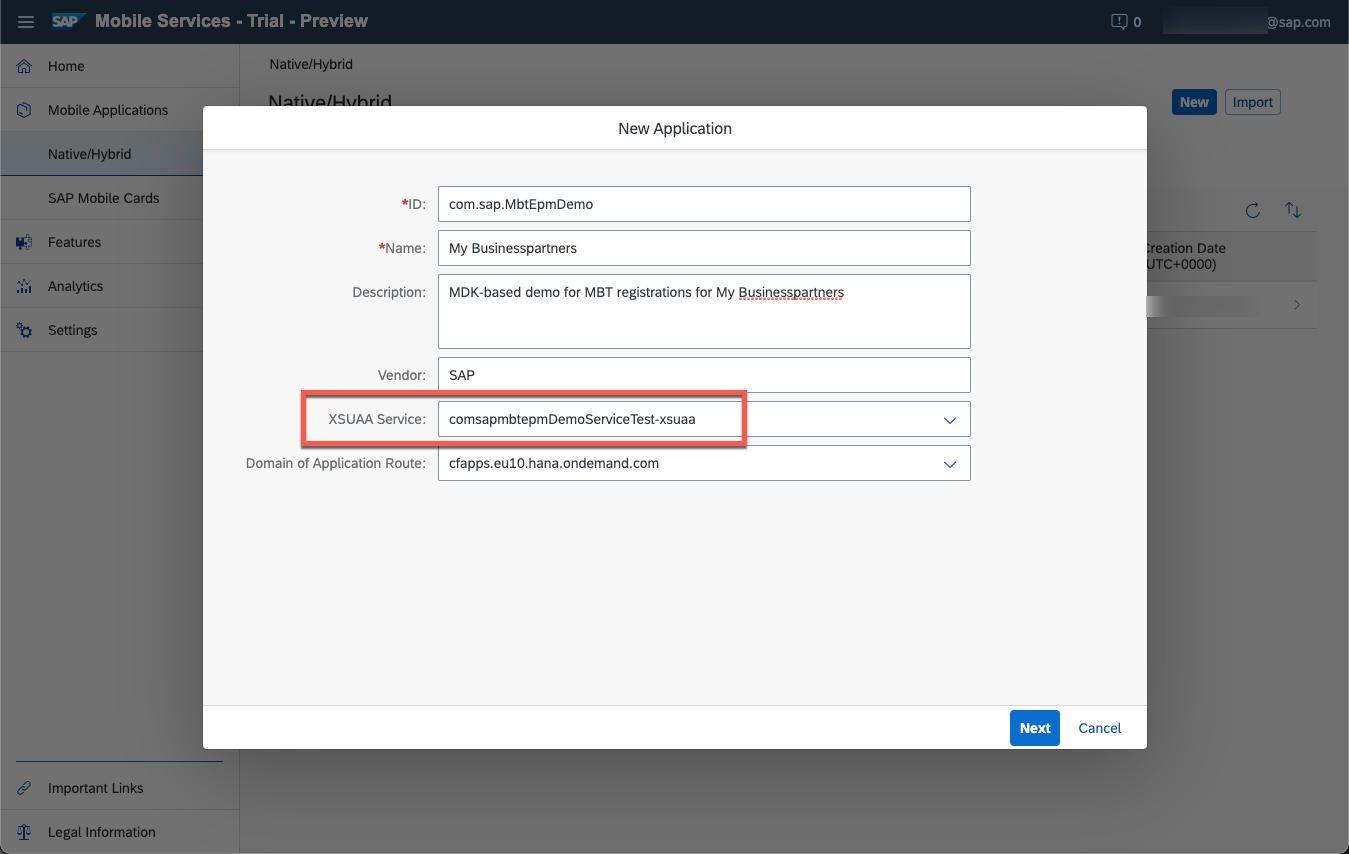 SAP Mobile Services - Trial - Preview
0
@sap.com
Home
Mobile Applications
Native/Hybrid
SAP Mobile Cards
Features
Analytics
Settings
Important Links
Legal Information
Native/Hybrid
Native/Hybrid
New
Import
Creation Date
(UTC+0000)
New Application
*ID:
com.sap.MbtEpmDemo
*Name:
My Businesspartners
Description:
MDK-based demo for MBT registrations for My Businesspartners
Vendor:
SAP
XSUAA Service:
comsapmbtepmDemoServiceTest-xsuaa
Domain of Application Route:
cfapps.eu10.hana.ondemand.com
Next
Cancel